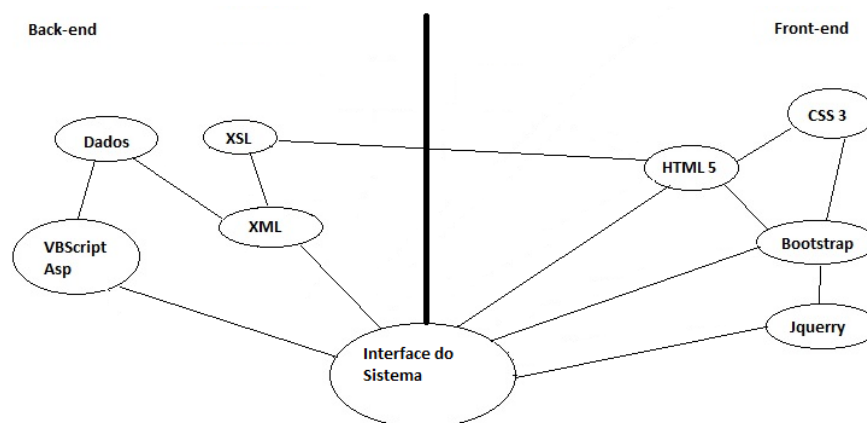 Back-end
Front-end
CSS 3
Dados
XSL
HTML 5
XML
VBScript
Asp
Bootstrap
Jquerry
Interface do
Sistema